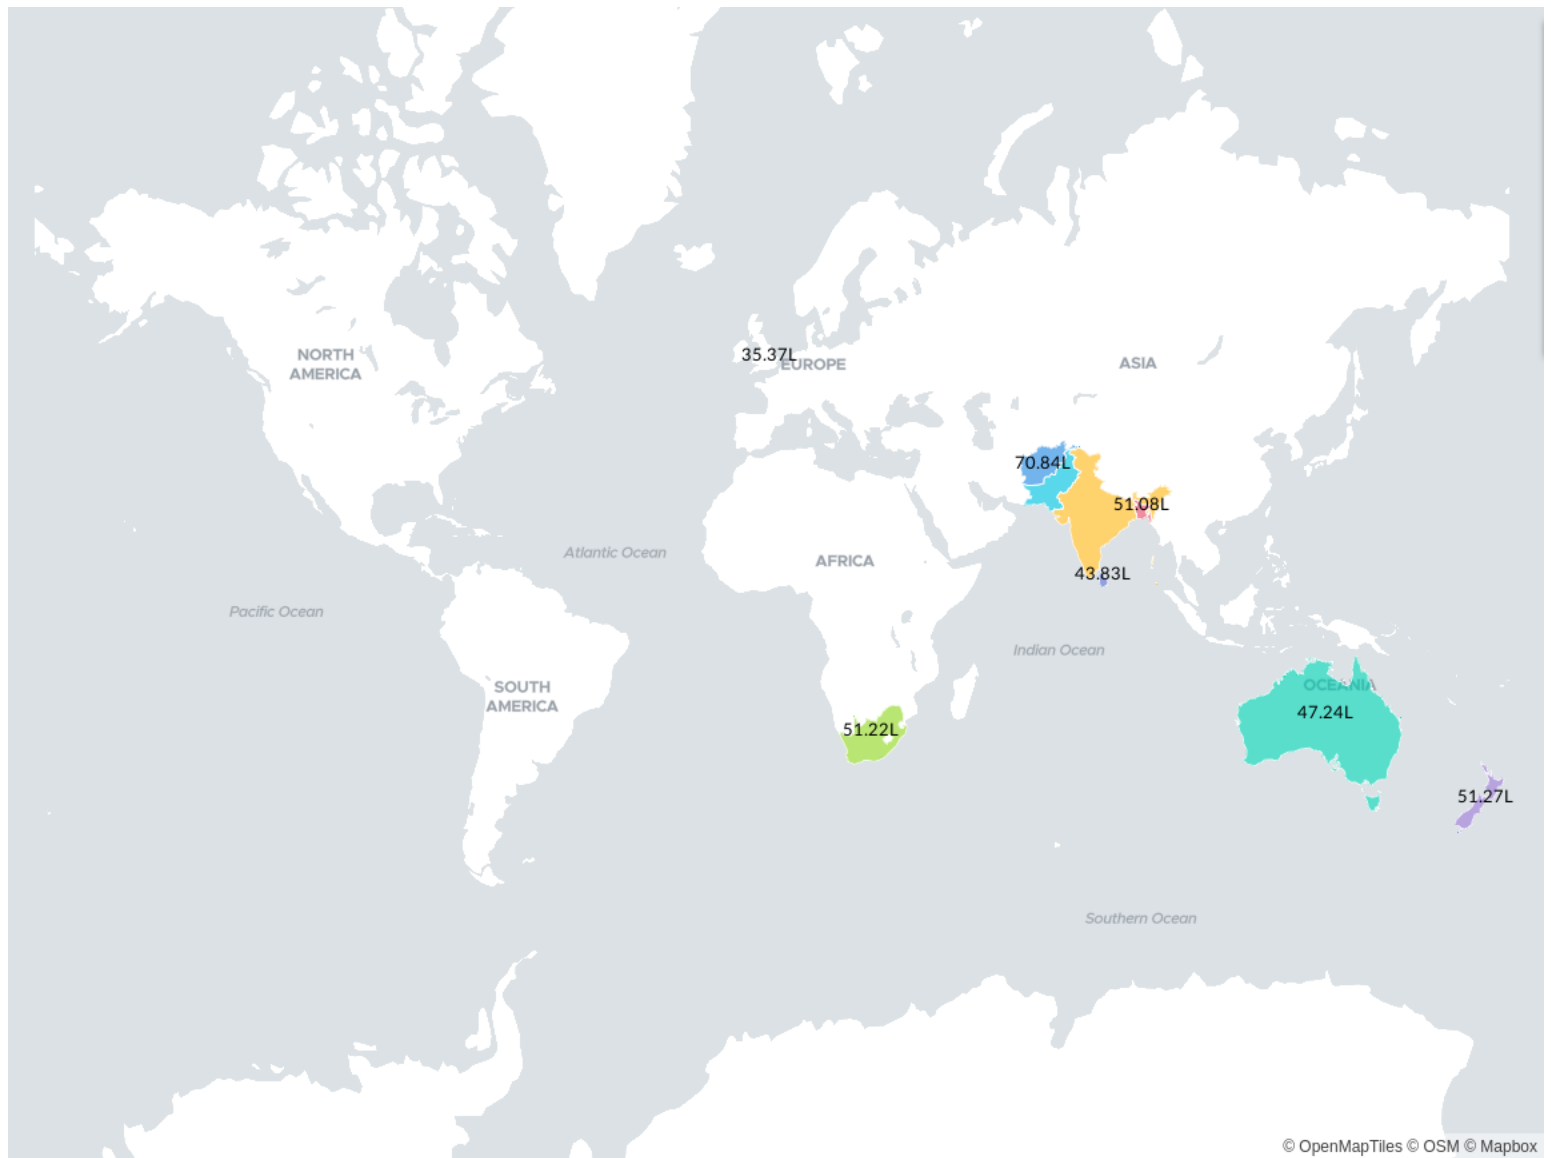 NORTH
AMERICA
35.37L
EUROPE
ASIA
70.84L
51.08L
Atlantic Ocean
AFRICA
43.83L
Pacific Ocean
Indian Ocean
SOUTH
AMERICA
OCEANIA
47.24L
51.22L
51.27L
Southern Ocean
© OpenMapTiles © OSM © Mapbox